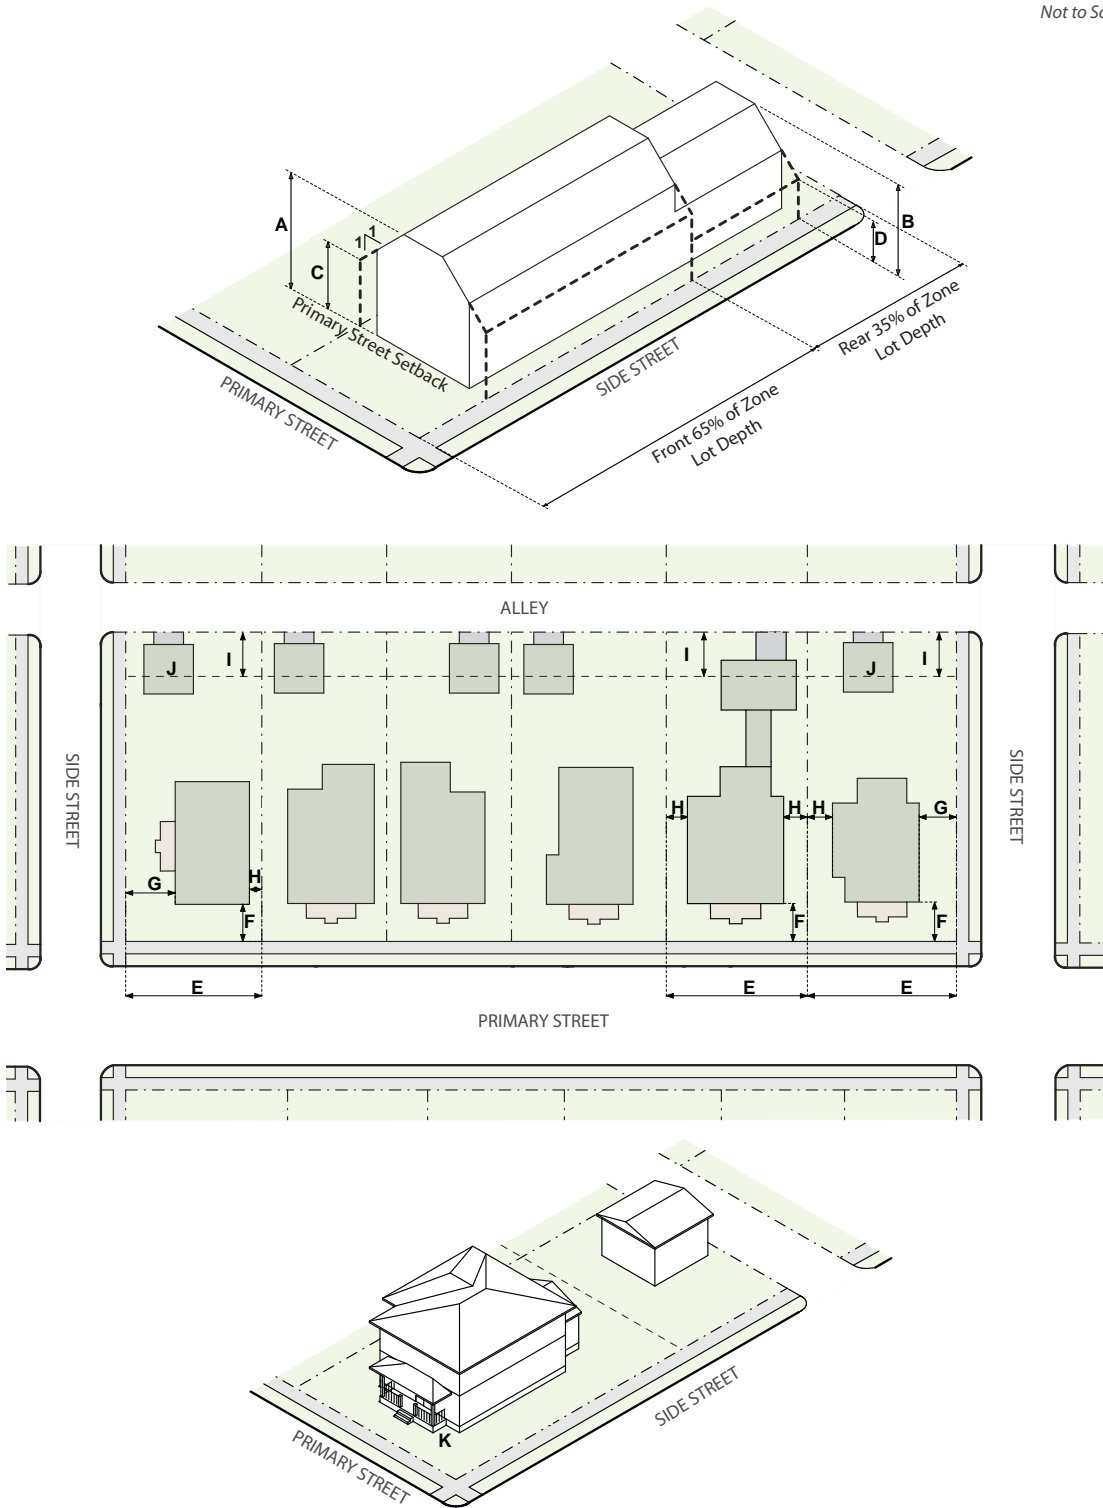 Not to Sc
A
1
1
C
B
D
Primary Street Setback
PRIMARY STREET
SIDE STREET
Rear 35% of Zone
Lot Depth
Front 65% of Zone
Lot Depth
ALLEY
J
I
I
J
I
SIDE STREET
SIDE STREET
H
H
H
G
G
H
F
F
F
E
E
E
PRIMARY STREET
K
PRIMARY STREET
SIDE STREET